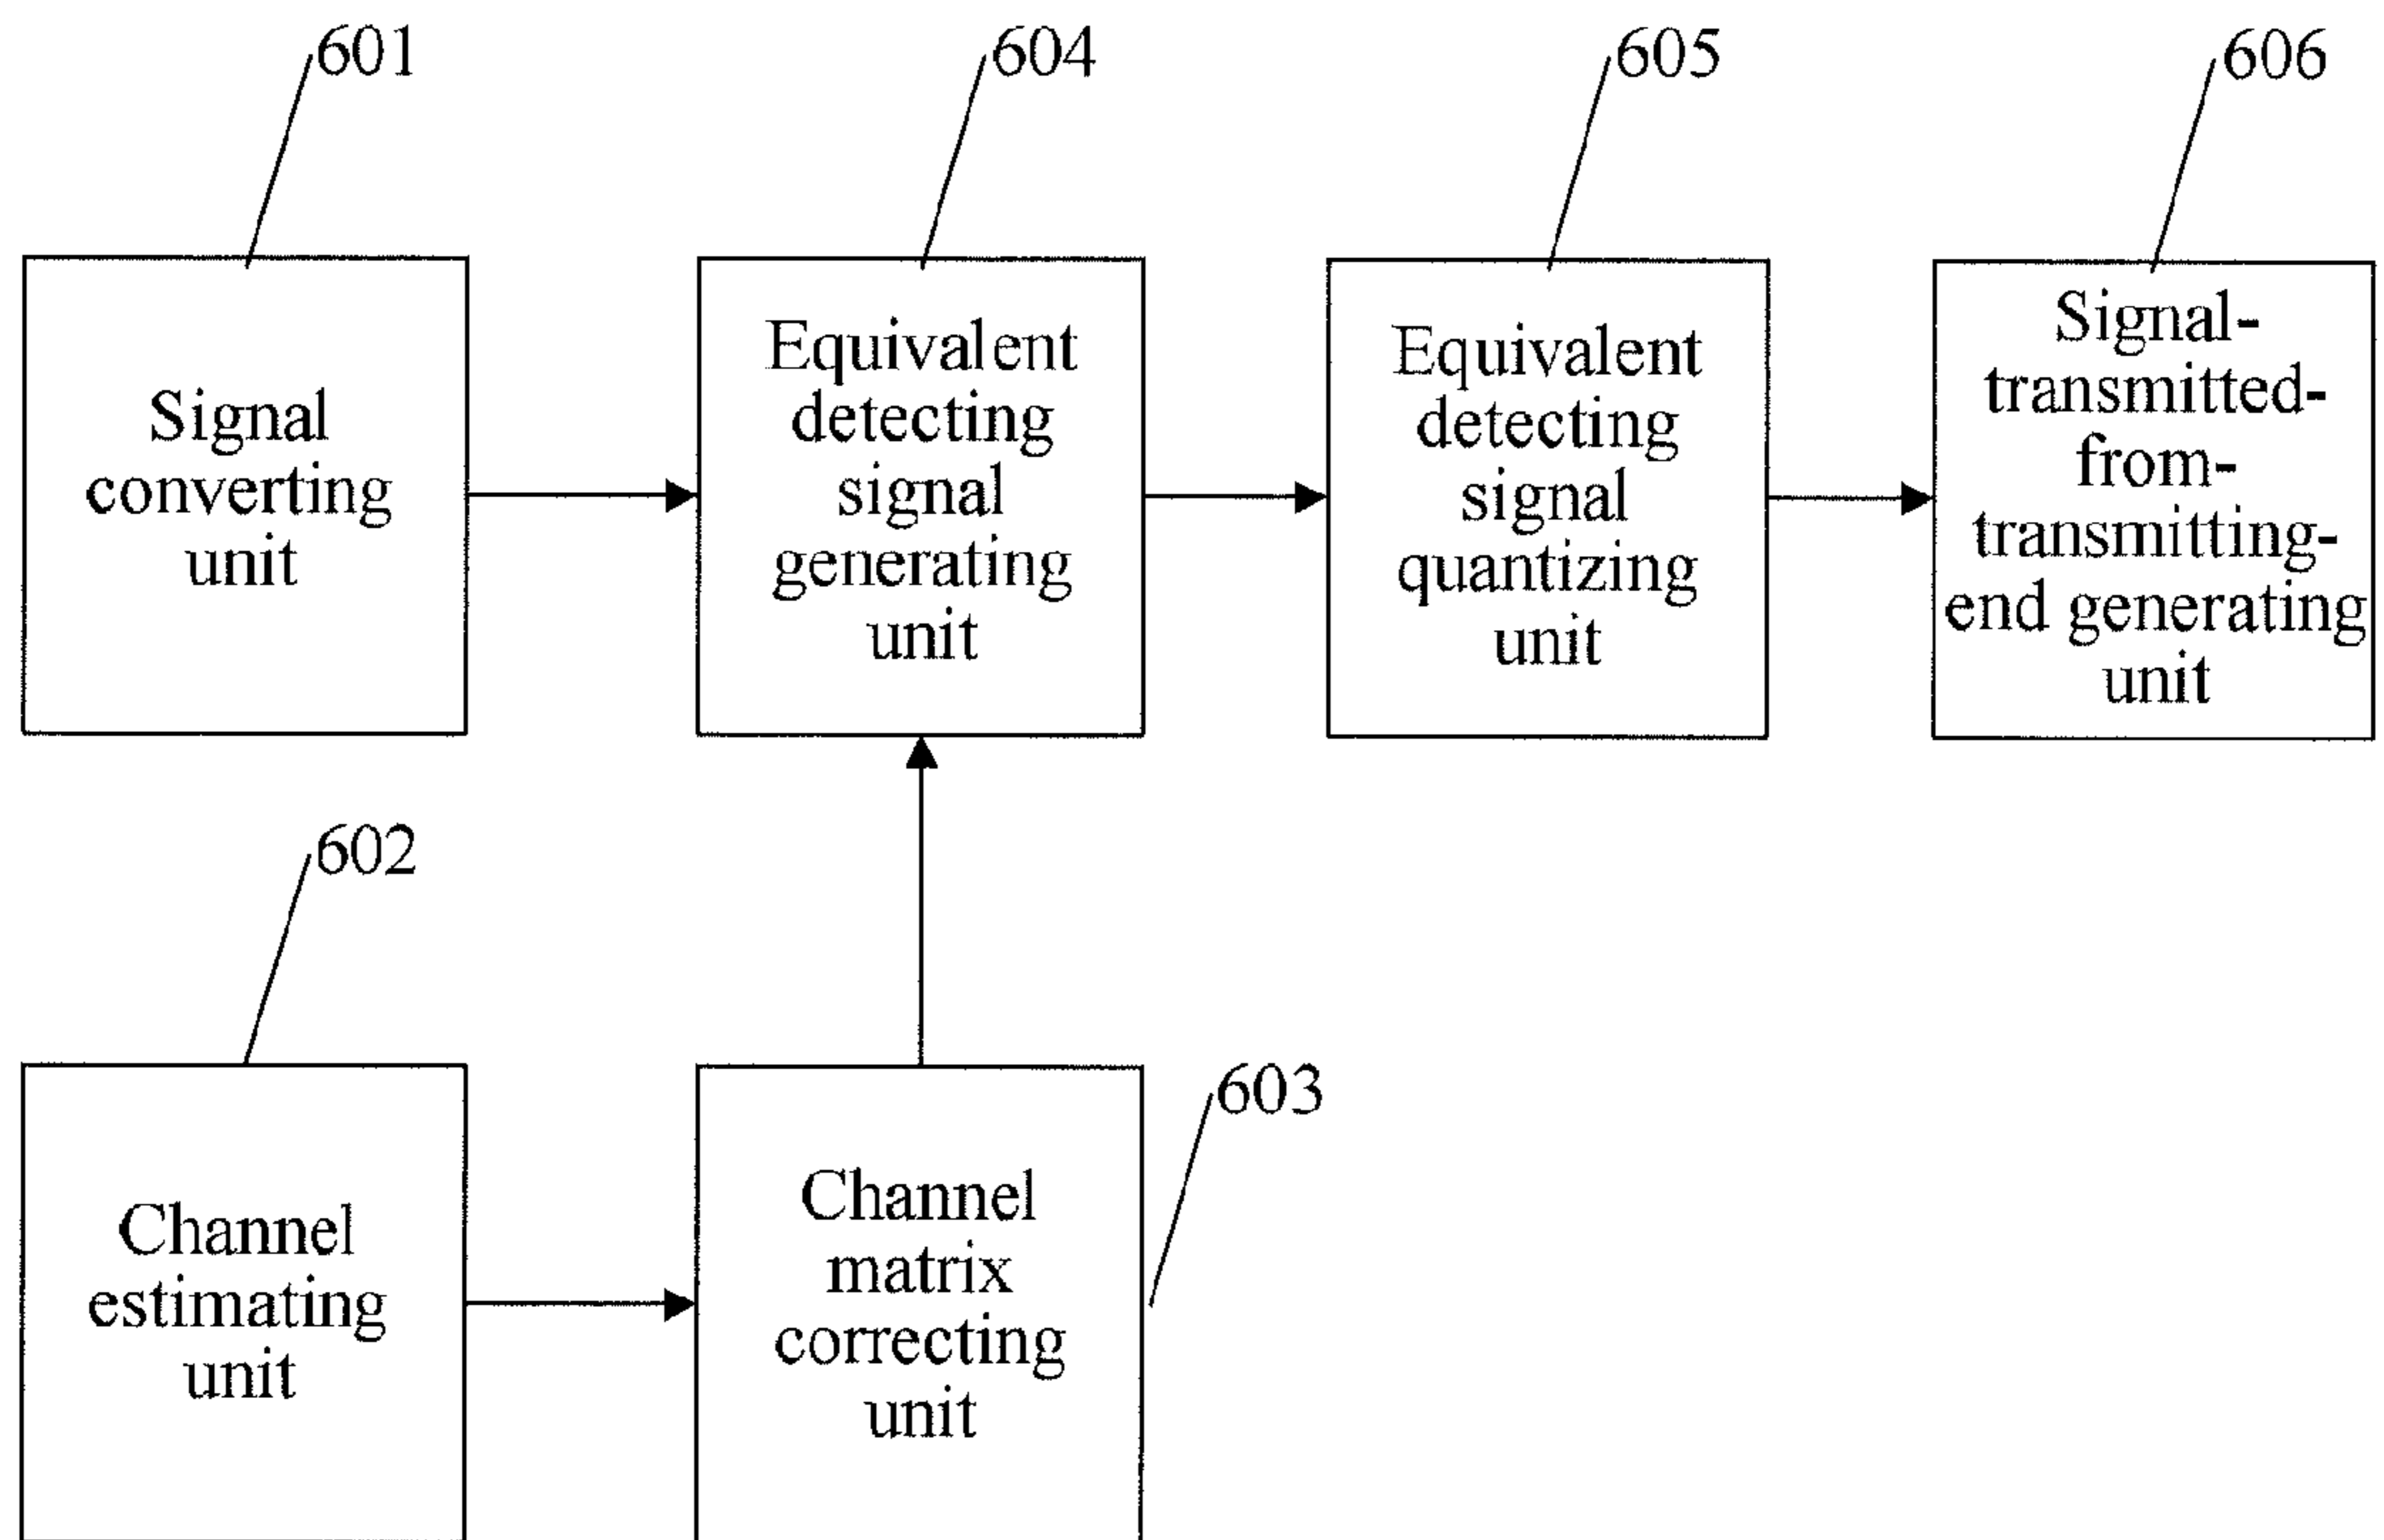 601
604
605
606
Signal
converting
unit
Equivalent
detecting
signal
generating
unit
Equivalent
detecting
signal
quantizing
unit
Signal-
transmitted-
from-
transmitting-
end generating
unit
602
603
Channel
estimating
unit
Channel
matrix
correcting
unit